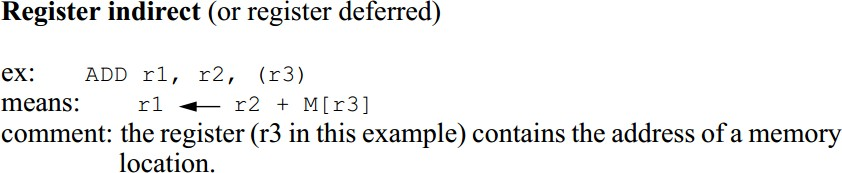 Register indirect (or register deferred)
ex: ADD r1, r2, (r3)
means: r1 ← r2 + M[r3]
comment: the register (r3 in this example) contains the address of a memory
location.